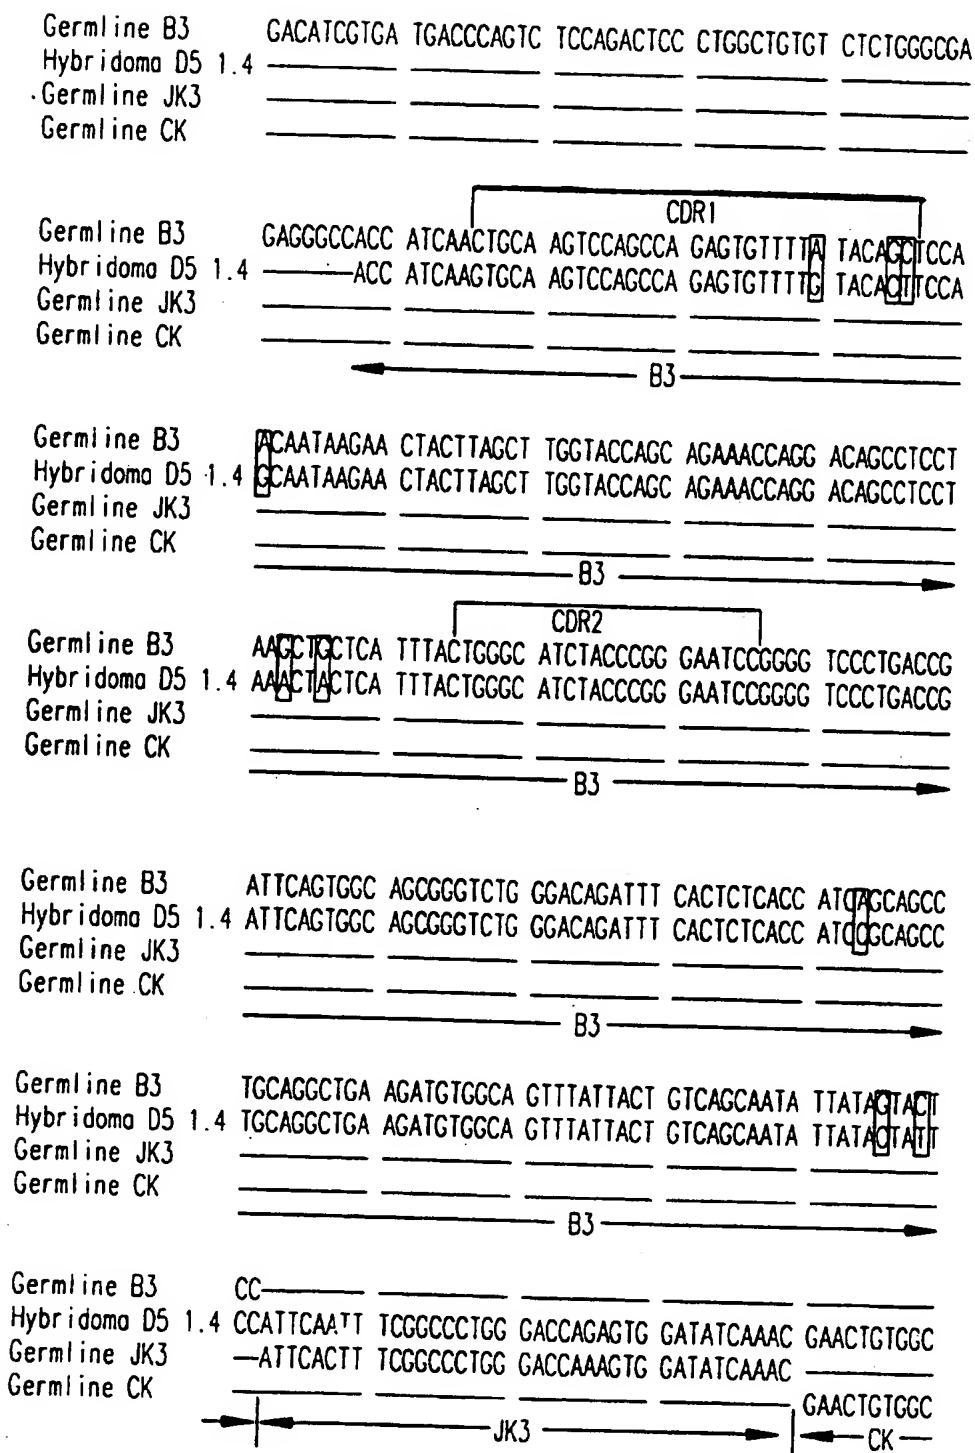 Germline B3 GACATCGTGA TGACCCAGTC TCCAGACTCC CTGGCTGTGT CTCTGGGCGA
Hybridoma D5 1.4
Germline JK3
Germline CK
CDR1
Germline B3 GAGGGCCACC ATCAACTGCA AGTCCAGCCA GAGTGTTTTA TACAGCTCCA
Hybridoma D5 1.4 ACC ATCAAGTGCA AGTCCAGCCA GAGTGTTTTG TACACTTCCA
Germline JK3
Germline CK
B3
Germline B3 ACAATAAGAA CTACTTAGCT TGGTACCAGC AGAAACCAGG ACAGCCTCCT
Hybridoma D5 1.4 GCAATAAGAA CTACTTAGCT TGGTACCAGC AGAAACCAGG ACAGCCTCCT
Germline JK3
Germline CK
B3
CDR2
Germline B3 AAGCTGCTCA TTTACTGGGC ATCTACCCGG GAATCCGGGG TCCCTGACCG
Hybridoma D5 1.4 AAACTACTCA TTTACTGGGC ATCTACCCGG GAATCCGGGG TCCCTGACCG
Germline JK3
Germline CK
B3
Germline B3 ATTCAGTGGC AGCGGGTCTG GGACAGATTT CACTCTCACC ATCAGCAGCC
Hybridoma D5 1.4 ATTCAGTGGC AGCGGGTCTG GGACAGATTT CACTCTCACC ATCCGCAGCC
Germline JK3
Germline CK
B3
Germline B3 TGCAGGCTGA AGATGTGGCA GTTTATTACT GTCAGCAATA TTATAGTACT
Hybridoma D5 1.4 TGCAGGCTGA AGATGTGGCA GTTTATTACT GTCAGCAATA TTATACTATT
Germline JK3
Germline CK
B3
Germline B3 CC
Hybridoma D5 1.4 CCATTCAATT TCGGCCCTGG GACCAGAGTG GATATCAAAC GAACTGTGGC
Germline JK3 ATTCACTT TCGGCCCTGG GACCAAAGTG GATATCAAAC
Germline CK GAACTGTGGC
JK3 CK